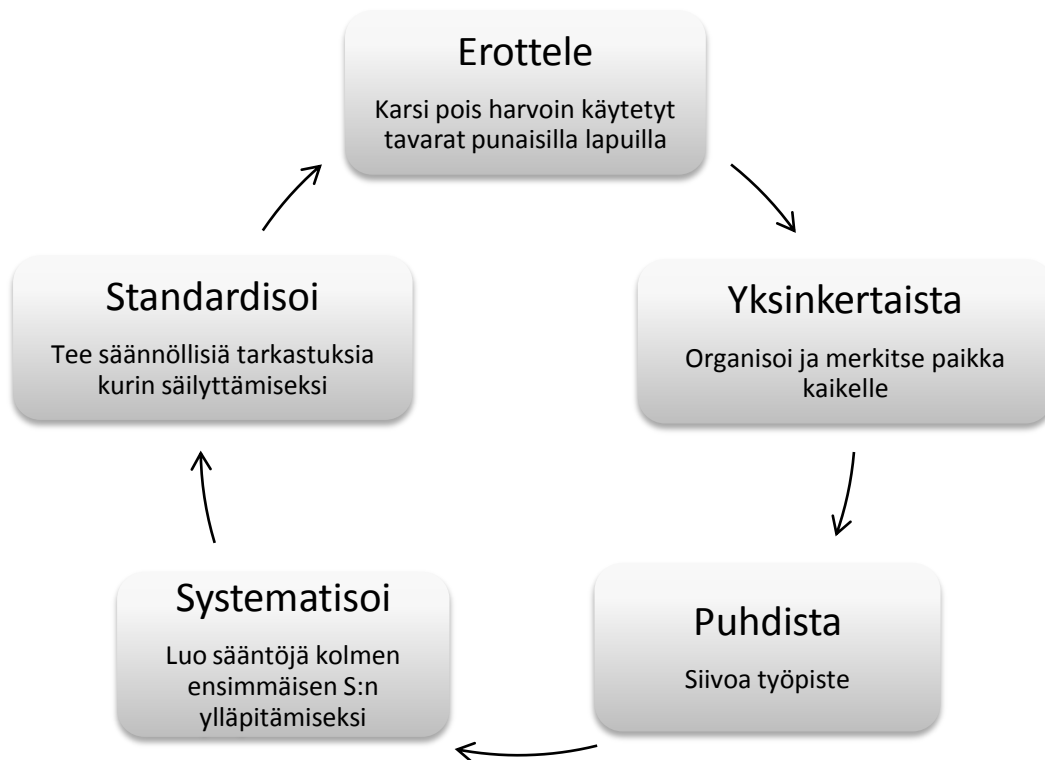 Erottele
Karsi pois harvoin käytetyt
tavarat punaisilla lapuilla
Yksinkertaista
Organisoi ja merkitse paikka
kaikelle
Puhdista
Siivoa työpiste
Systematisoi
Luo sääntöjä kolmen
ensimmäisen S:n
ylläpitämiseksi
Standardisoi
Tee säännöllisiä tarkastuksia
kurin säilyttämiseksi